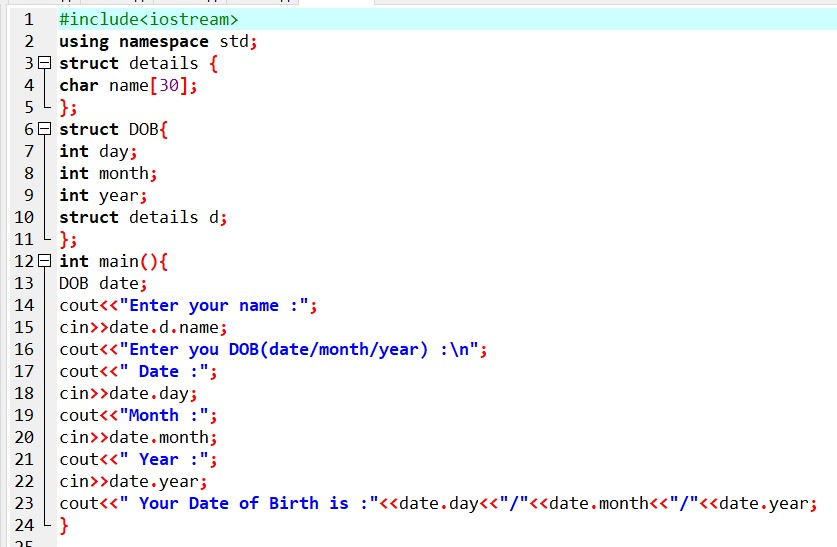 1 #include<iostream>
2 using namespace std;
3 struct details {
4 char name[30];
5 };
6 struct DOB{
7 int day;
8 int month;
9 int year;
10 struct details d;
11 };
12 int main(){
13 DOB date;
14 cout<<"Enter your name :";
15 cin>>date.d.name;
16 cout<<"Enter you DOB(date/month/year) :\n";
17 cout<<" Date :";
18 cin>>date.day;
19 cout<<"Month :";
20 cin>>date.month;
21 cout<<" Year :";
22 cin>>date.year;
23 cout<<" Your Date of Birth is :"<<date.day<<"/"<<date.month<<"/"<<date.year;
24 }
25